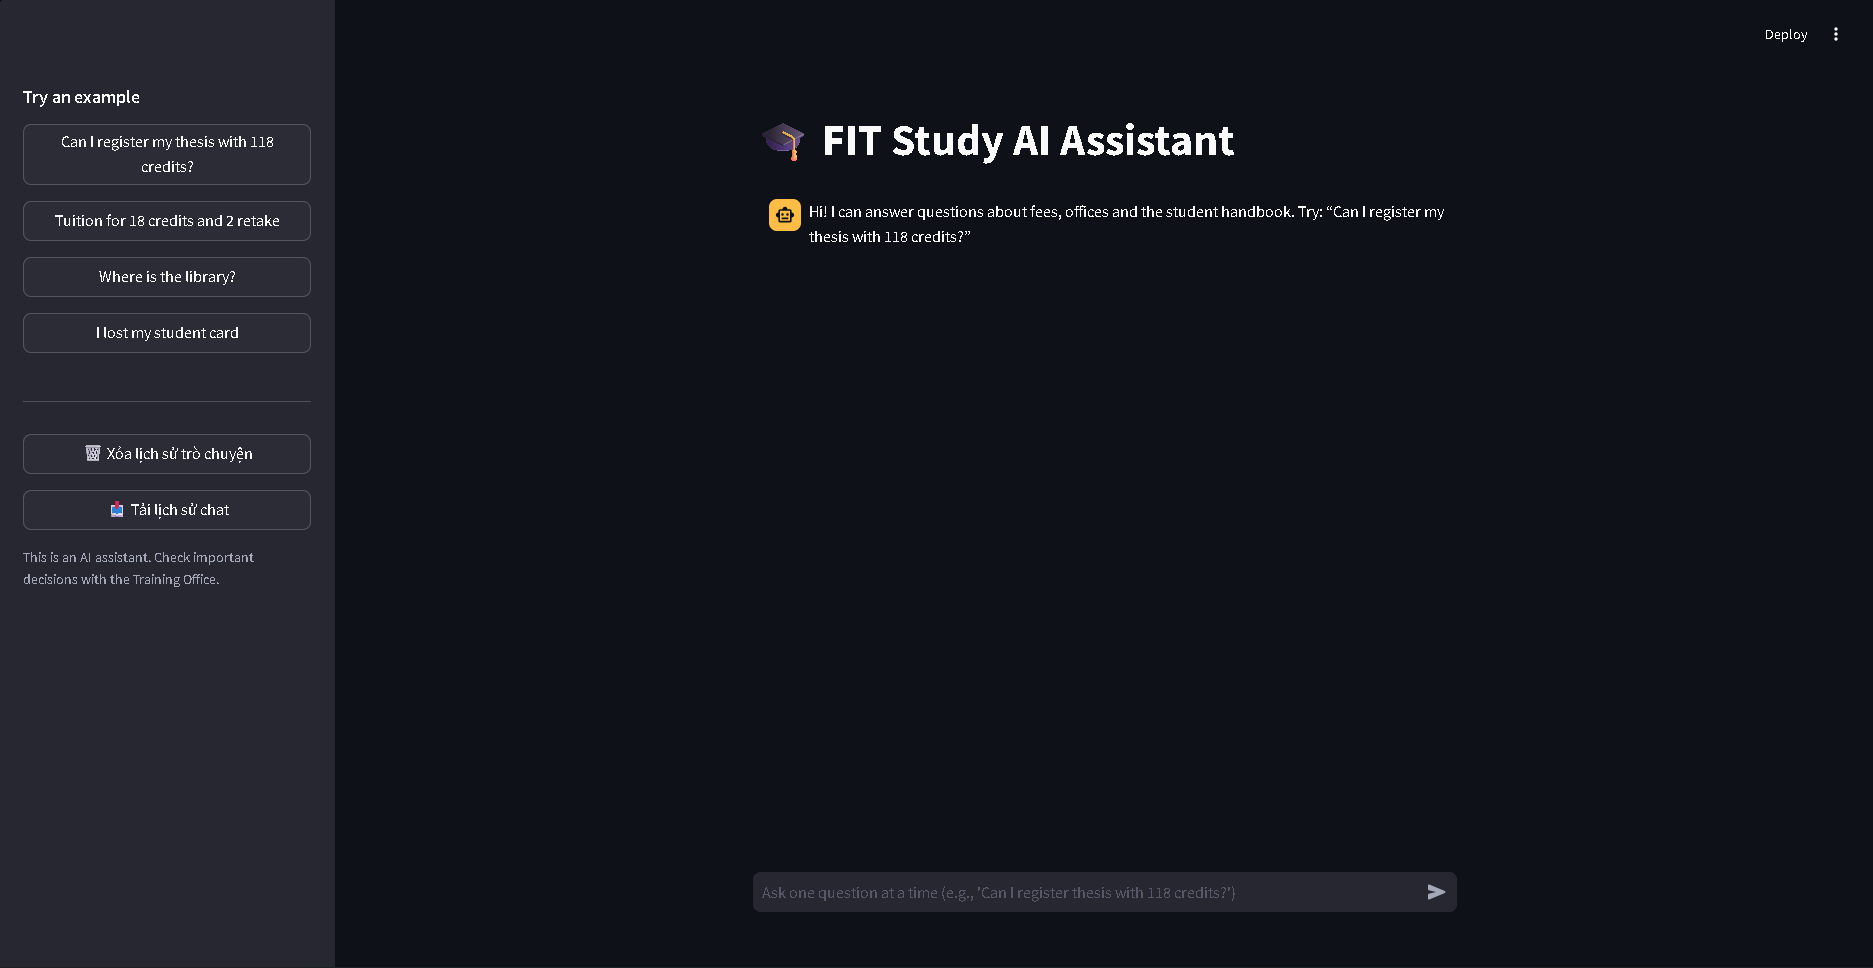 Deploy
Try an example
Can I register my thesis with 118
credits?
Tuition for 18 credits and 2 retake
Where is the library?
I lost my student card
Xóa lịch sử trò chuyện
Tải lịch sử chat
This is an AI assistant. Check important
decisions with the Training Office.
FIT Study AI Assistant
Hi! I can answer questions about fees, offices and the student handbook. Try: “Can I register my
thesis with 118 credits?”
Ask one question at a time (e.g., 'Can I register thesis with 118 credits?')